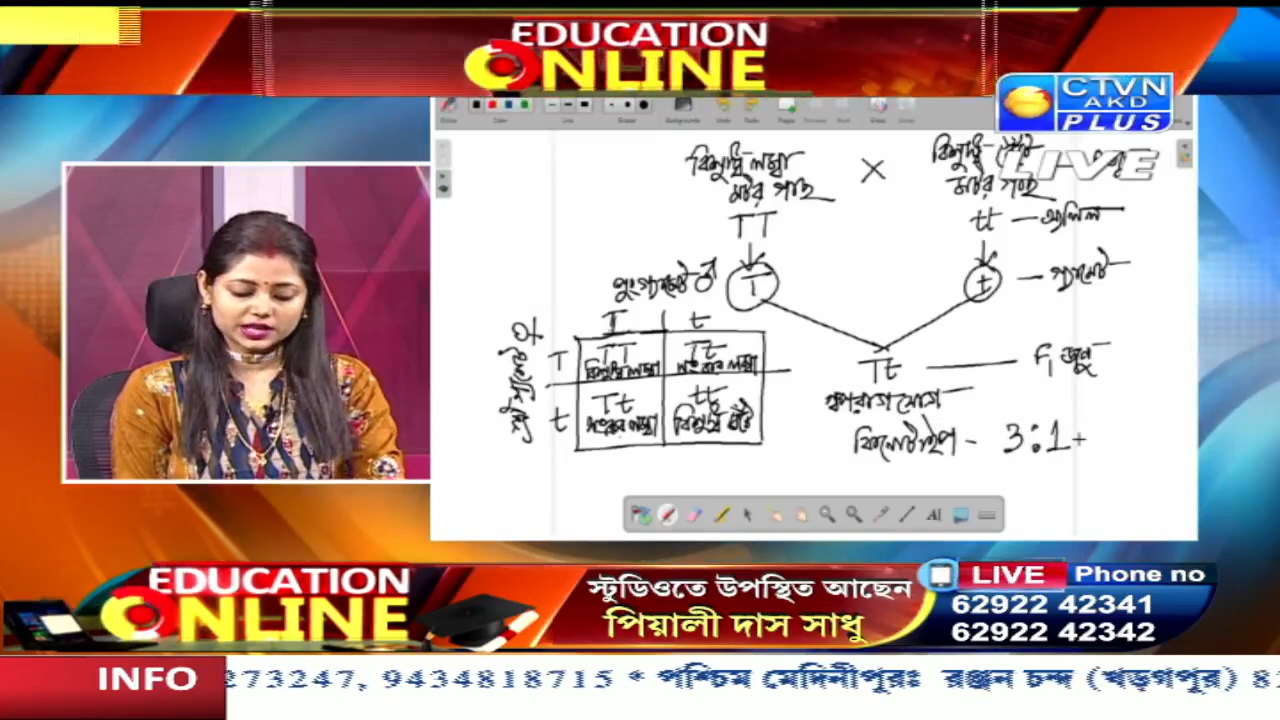 EDUCATION
ONLINE
CTVN
AKD
PLUS
LIVE
বিশুদ্ধ লম্বা × বিশুদ্ধ
মটর গাছ মটর গাছ
TT tt — অ্যালিল
পুং গ্যামেট ♂ T t — গ্যামেট
T t
T TT Tt
বিশুদ্ধ লম্বা সংকর লম্বা
Tt — F₁ জনু
t Tt tt
সংকর লম্বা বিশুদ্ধ বেঁটে
স্বপরাগযোগ
ফিনোটাইপ - 3:1
EDUCATION
ONLINE
স্টুডিওতে উপস্থিত আছেন
পিয়ালী দাস সাধু
LIVE Phone no
62922 42341
62922 42342
INFO 273247, 9434818715 * পশ্চিম মেদিনীপুরঃ রঞ্জন চন্দ (খড়গপুর)